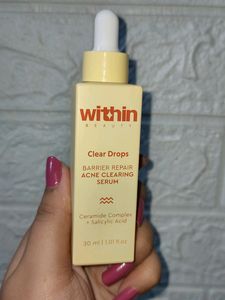 within
BEAUTY
Clear Drops
BARRIER REPAIR
ACNE CLEARING
SERUM
Ceramide Complex
+ Salicylic Acid
30 ml | 1.01 fl.oz